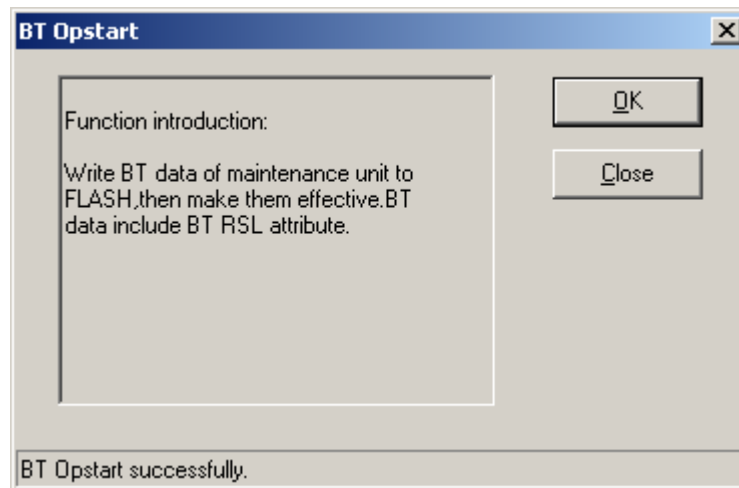 BT Opstart
Function introduction:
Write BT data of maintenance unit to
FLASH,then make them effective.BT
data include BT RSL attribute.
OK
Close
BT Opstart successfully.